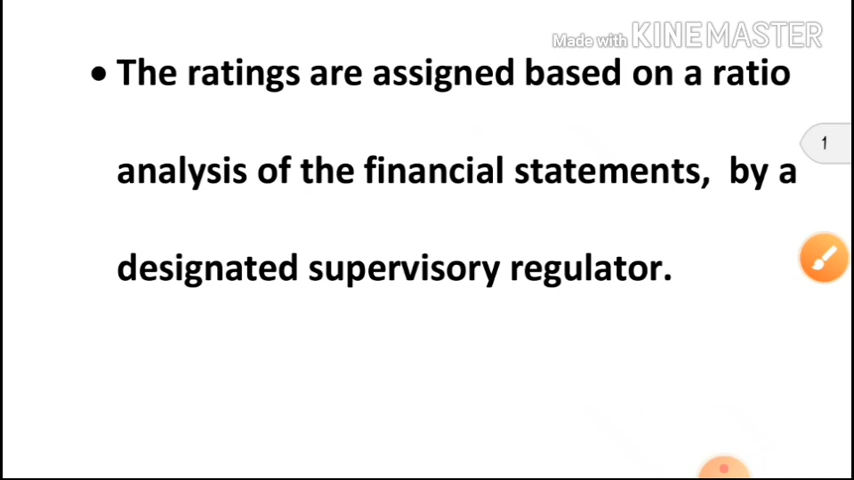 Made with KINEMASTER
• The ratings are assigned based on a ratio
1
analysis of the financial statements, by a
designated supervisory regulator.